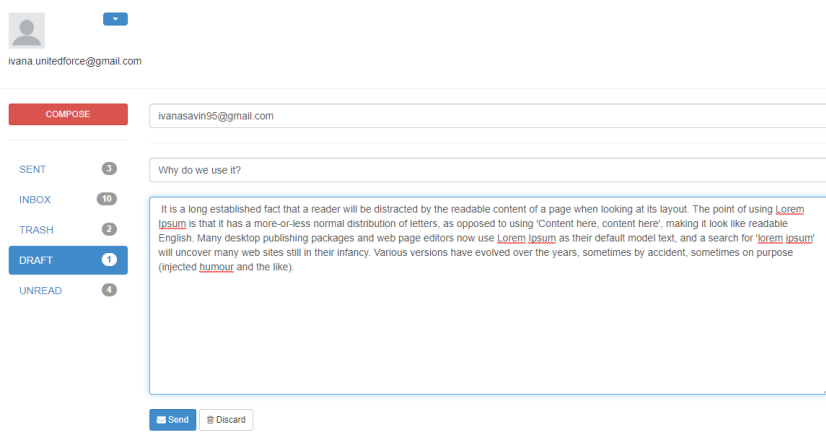 ivana.unitedforce@gmail.com
COMPOSE
ivanasavin95@gmail.com
SENT 3
INBOX 10
TRASH 2
DRAFT 1
UNREAD 4
Why do we use it?
It is a long established fact that a reader will be distracted by the readable content of a page when looking at its layout. The point of using Lorem
Ipsum is that it has a more-or-less normal distribution of letters, as opposed to using 'Content here, content here', making it look like readable
English. Many desktop publishing packages and web page editors now use Lorem Ipsum as their default model text, and a search for 'lorem ipsum'
will uncover many web sites still in their infancy. Various versions have evolved over the years, sometimes by accident, sometimes on purpose
(injected humour and the like).
Send Discard